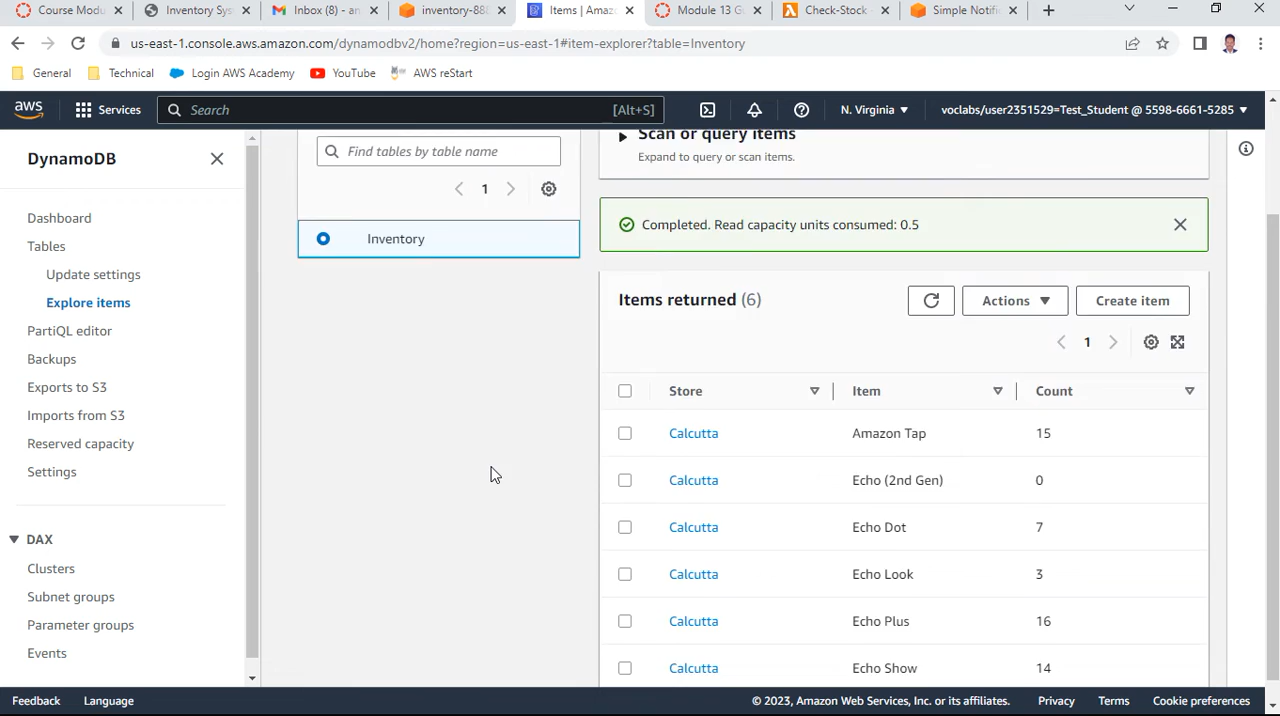 Course Modu
Inventory Sys
Inbox (8) - an
inventory-888
Items | Amaz
Module 13 Gu
Check-Stock -
Simple Notifi
us-east-1.console.aws.amazon.com/dynamodbv2/home?region=us-east-1#item-explorer?table=Inventory
General
Technical
Login AWS Academy
YouTube
AWS reStart
aws
Services
Search
[Alt+S]
N. Virginia
voclabs/user2351529=Test_Student @ 5598-6661-5285
DynamoDB
Dashboard
Tables
Update settings
Explore items
PartiQL editor
Backups
Exports to S3
Imports from S3
Reserved capacity
Settings
DAX
Clusters
Subnet groups
Parameter groups
Events
Find tables by table name
1
Inventory
Scan or query items
Expand to query or scan items.
Completed. Read capacity units consumed: 0.5
Items returned (6)
Actions
Create item
1
Store Item Count
Calcutta Amazon Tap 15
Calcutta Echo (2nd Gen) 0
Calcutta Echo Dot 7
Calcutta Echo Look 3
Calcutta Echo Plus 16
Calcutta Echo Show 14
Feedback
Language
© 2023, Amazon Web Services, Inc. or its affiliates.
Privacy
Terms
Cookie preferences